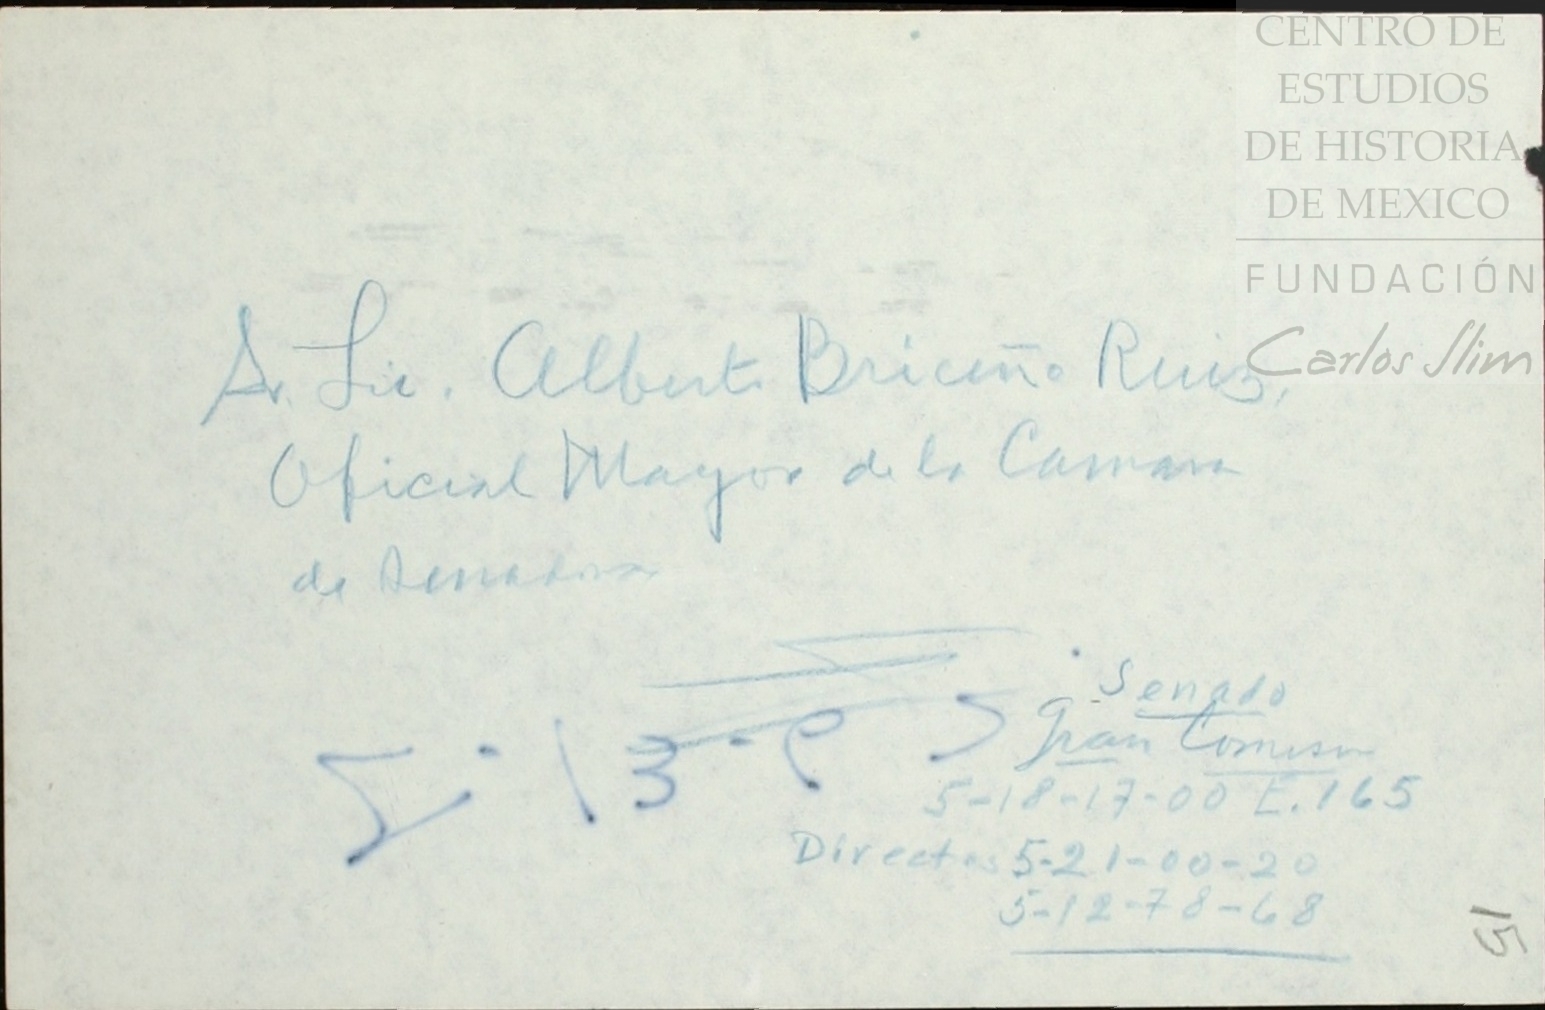 CENTRO DE
ESTUDIOS
DE HISTORIA
DE MEXICO
FUNDACIÓN
Carlos Slim
Sr. Lic. Alberto Briceño Ruiz,
Oficial Mayor de la Camara
de Senadores
Senado
Gran Comision
5-18-17-00 E. 165
Directos 5-21-00-20
5-12-78-68
15